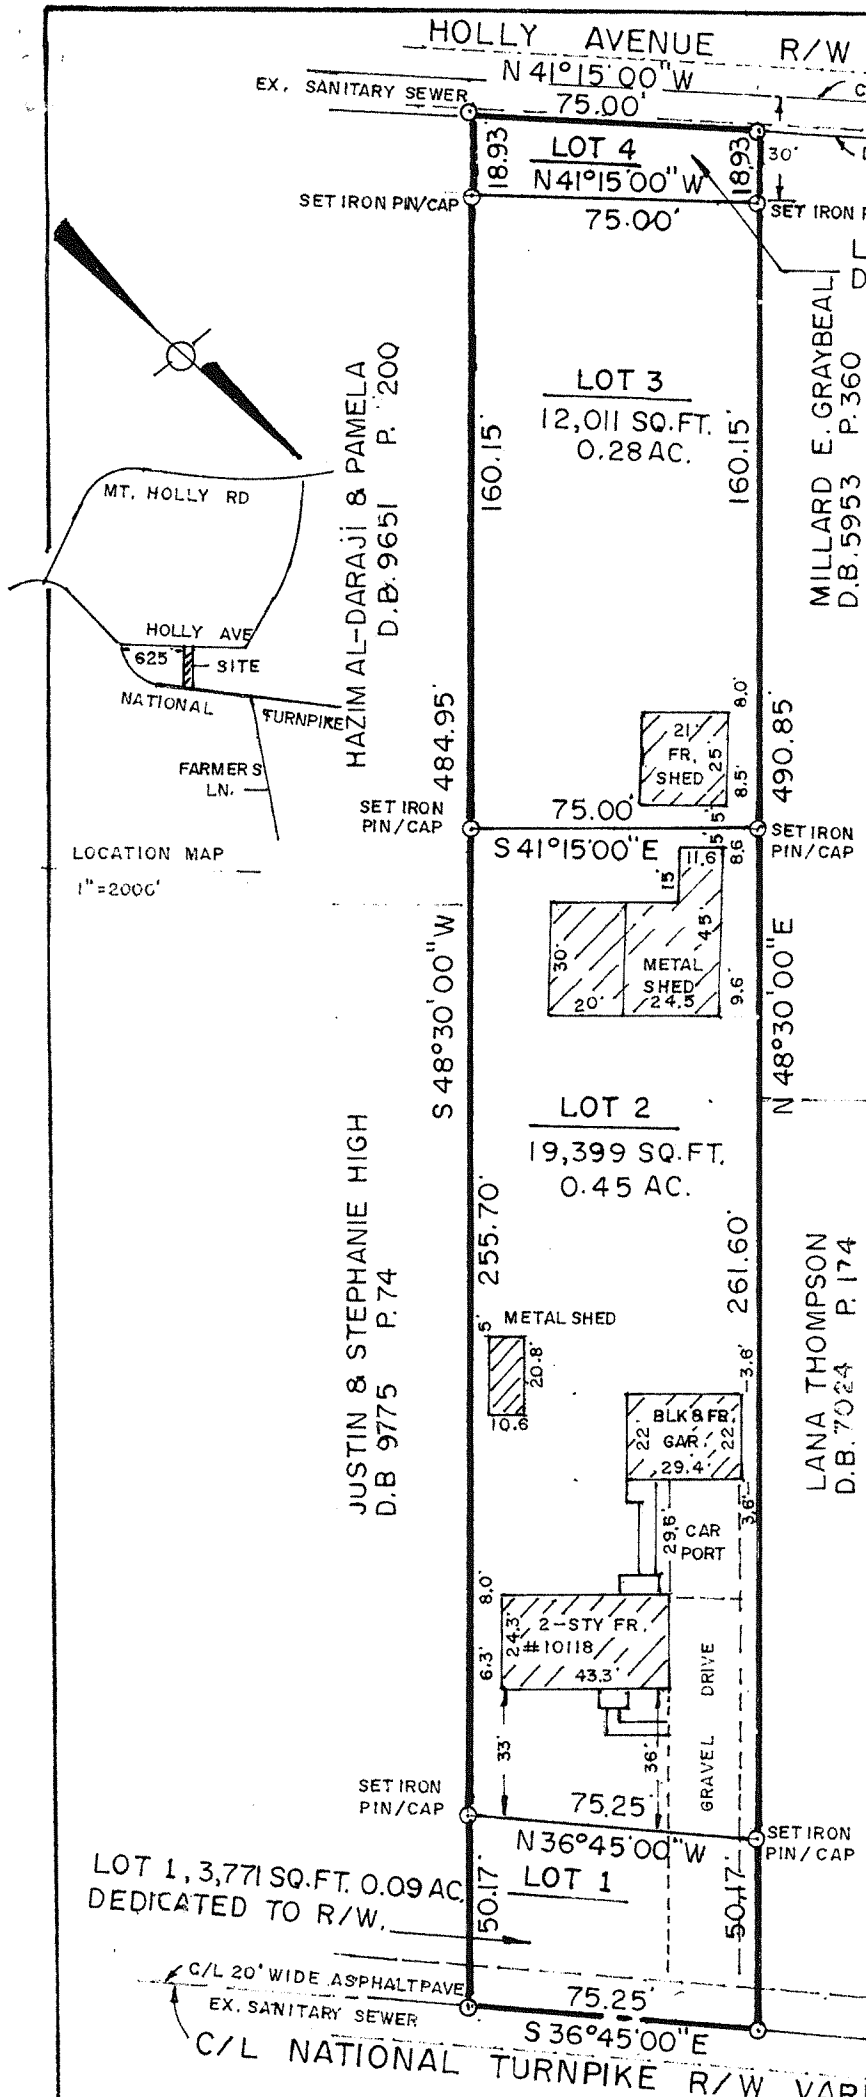 HOLLY AVENUE R/W
N 41°15'00"W
EX. SANITARY SEWER
75.00'
18.93
LOT 4
18.93
30'
N41°15'00"W
SET IRON PIN/CAP
75.00'
SET IRON P
L
D
HAZIM AL-DARAJI & PAMELA
D.B. 9651 P. 200
LOT 3
12,011 SQ.FT.
0.28 AC.
160.15'
160.15'
MILLARD E. GRAYBEAL
D.B. 5953 P.360
MT. HOLLY RD
HOLLY AVE
625'
SITE
NATIONAL
TURNPIKE
FARMERS
LN.
LOCATION MAP
1"=2000'
484.95'
490.85'
21'
FR.
SHED
25'
8.0'
8.5'
SET IRON
PIN/CAP
75.00'
5'
SET IRON
PIN/CAP
S 41°15'00"E
11.6'
5'
8.6
15'
45'
30'
METAL
SHED
20'
24.5
9.6'
S 48°30'00"W
N 48°30'00"E
LOT 2
19,399 SQ.FT.
0.45 AC.
255.70'
261.60'
JUSTIN & STEPHANIE HIGH
D.B 9775 P.74
LANA THOMPSON
D.B. 7024 P. 174
METAL SHED
5'
20.8'
10.6
3.6'
BLK & FR.
GAR.
22
22'
29.4'
3.6'
29.6'
CAR
PORT
8.0'
2-STY FR.
#10118
24.3'
43.3'
6.3'
GRAVEL DRIVE
33'
36'
SET IRON
PIN/CAP
75.25'
SET IRON
PIN/CAP
N 36°45'00"W
LOT 1, 3,771 SQ.FT. 0.09 AC.
DEDICATED TO R/W.
50.17'
LOT 1
50.17'
C/L 20' WIDE ASPHALT PAVE
EX. SANITARY SEWER
75.25'
S 36°45'00"E
C/L NATIONAL TURNPIKE R/W VAR